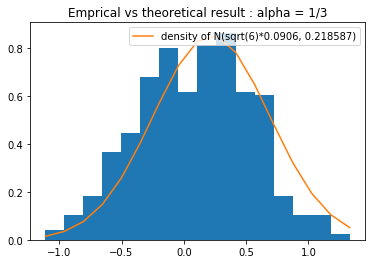 Emprical vs theoretical result : alpha = 1/3
density of N(sqrt(6)*0.0906, 0.218587)
0.8
0.6
0.4
0.2
0.0
-1.0 -0.5 0.0 0.5 1.0